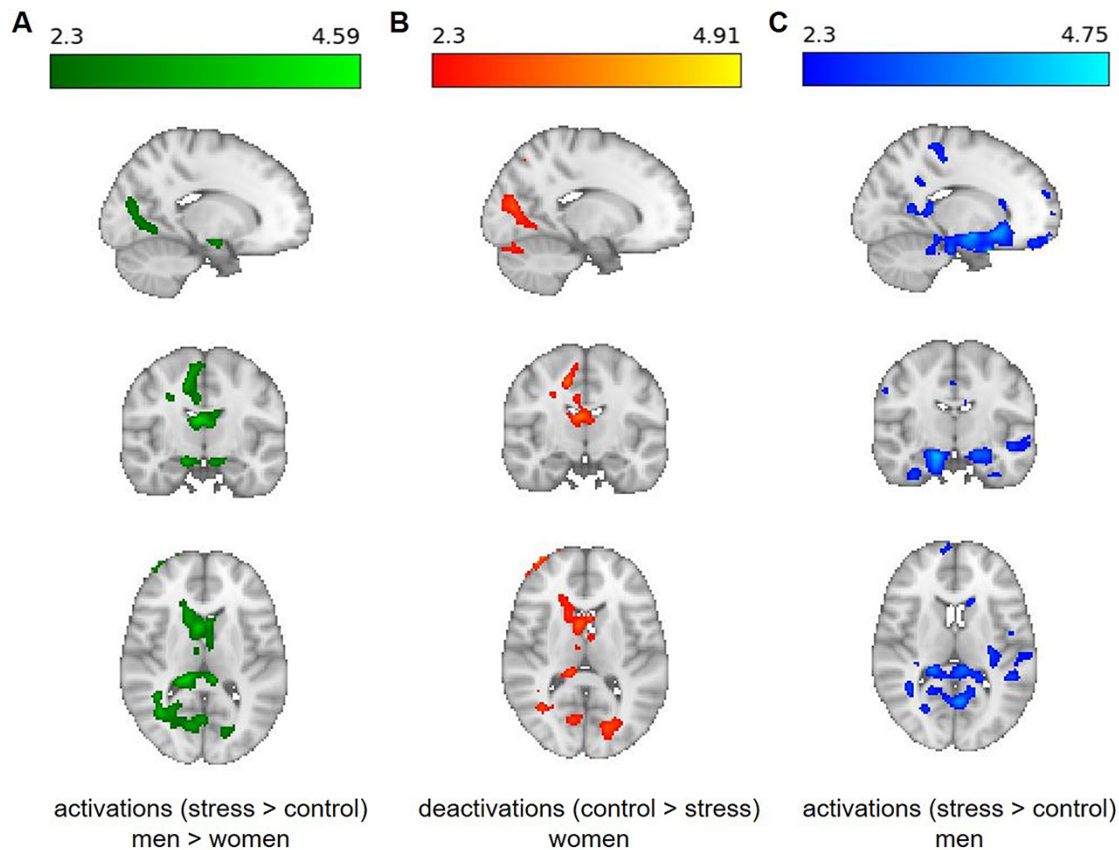 A
2.3 4.59
B
2.3 4.91
C
2.3 4.75
activations (stress > control)
men > women
deactivations (control > stress)
women
activations (stress > control)
men